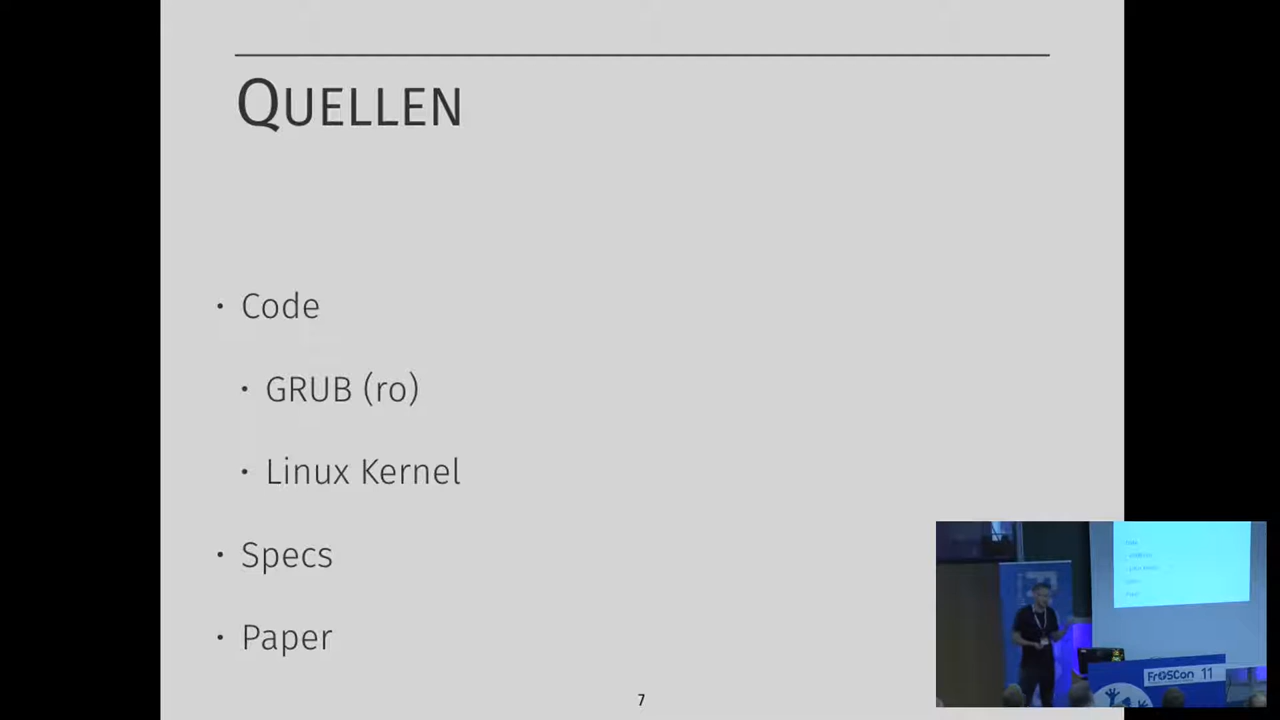 QUELLEN
• Code
• GRUB (ro)
• Linux Kernel
• Specs
• Paper
7
FrOSCon 11